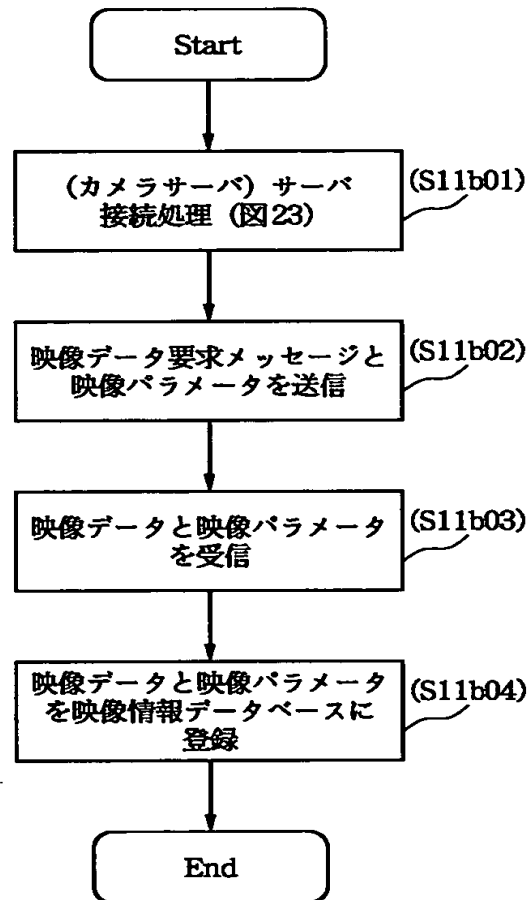 Start
(カメラサーバ) サーバ
接続処理 (図23)
(S11b01)
映像データ要求メッセージと
映像パラメータを送信
(S11b02)
映像データと映像パラメータ
を受信
(S11b03)
映像データと映像パラメータ
を映像情報データベースに
登録
(S11b04)
End